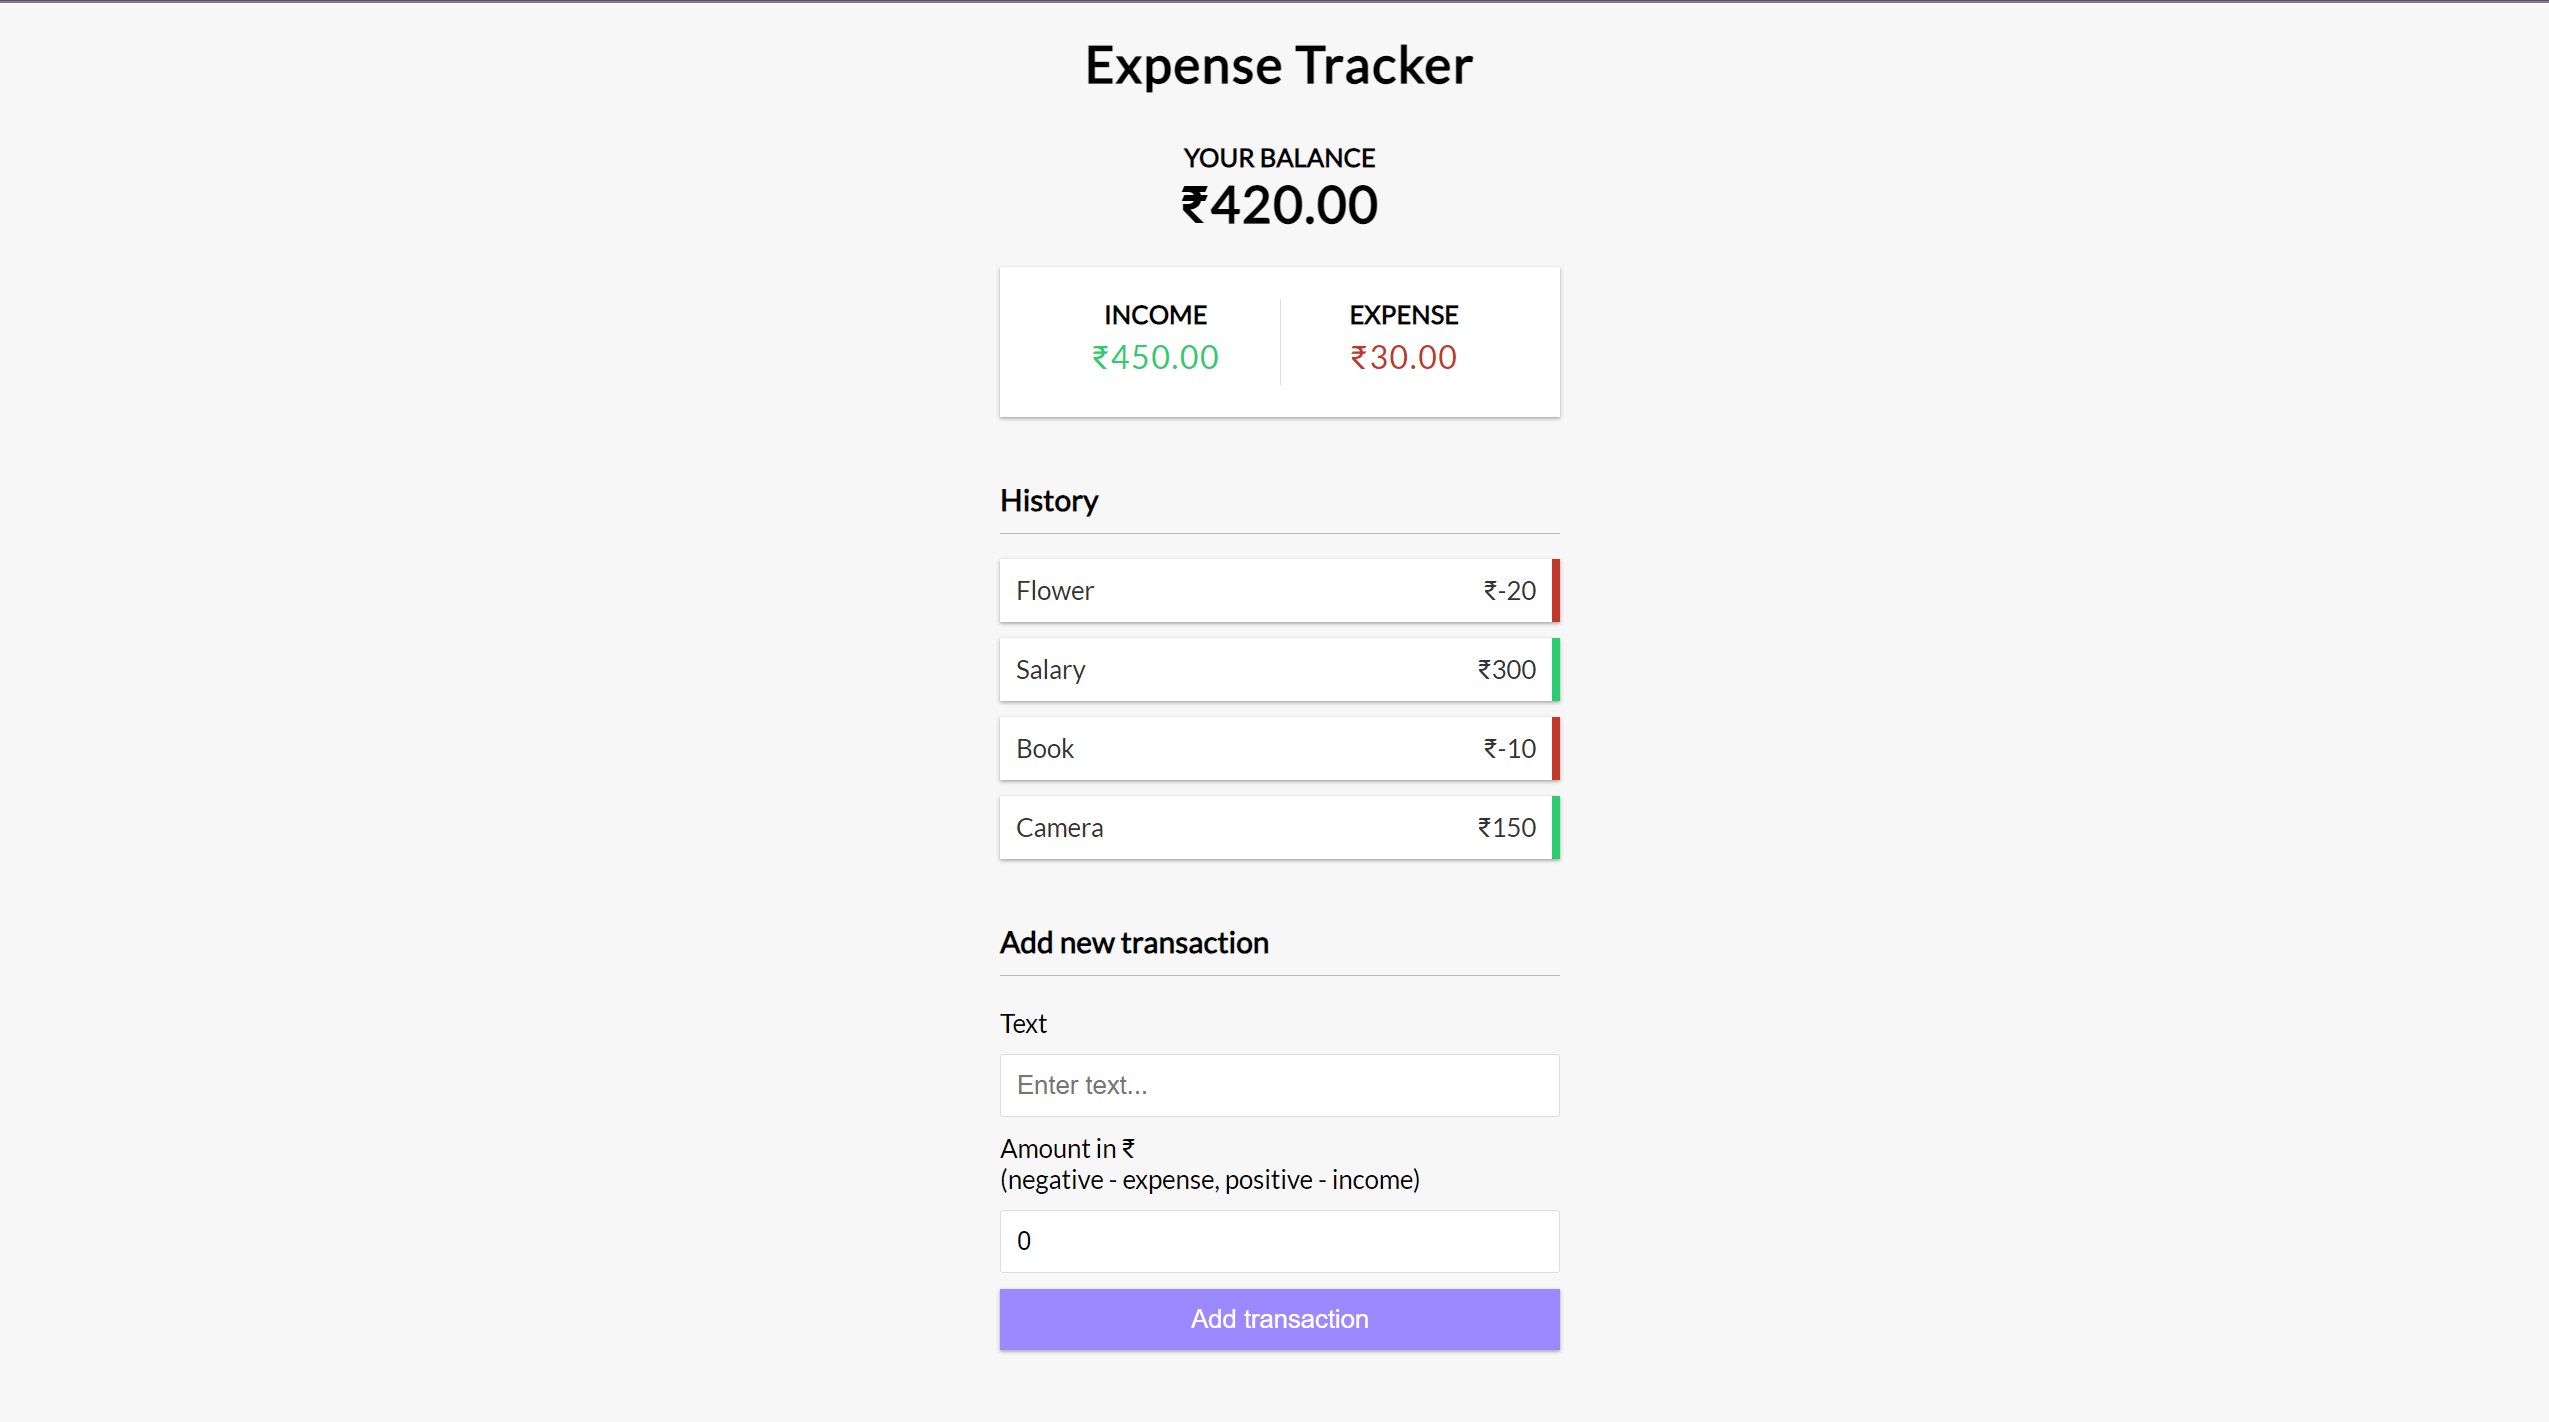 Expense Tracker
YOUR BALANCE
₹420.00
INCOME
₹450.00
EXPENSE
₹30.00
History
Flower ₹-20
Salary ₹300
Book ₹-10
Camera ₹150
Add new transaction
Text
Enter text...
Amount in ₹
(negative - expense, positive - income)
0
Add transaction